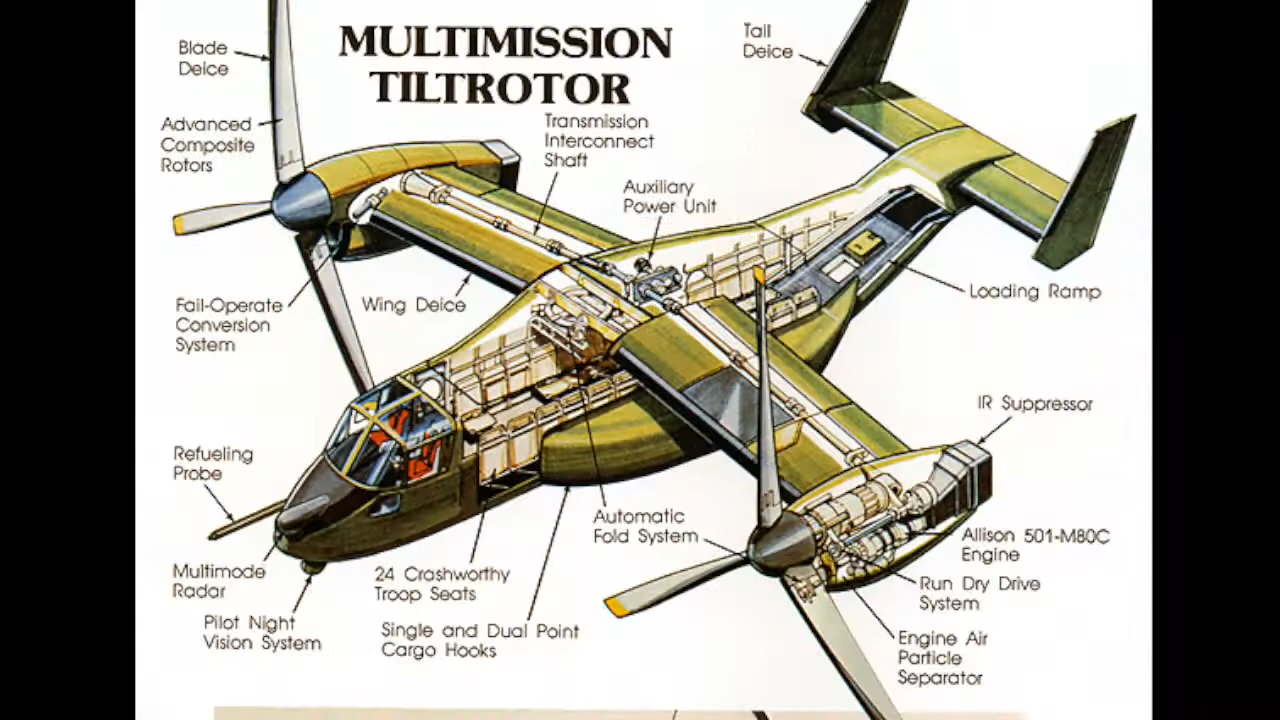 MULTIMISSION
TILTROTOR
Blade
Deice
Tail
Deice
Advanced
Composite
Rotors
Transmission
Interconnect
Shaft
Auxiliary
Power Unit
Fail-Operate
Conversion
System
Wing Deice
Loading Ramp
IR Suppressor
Refueling
Probe
Automatic
Fold System
Allison 501-M80C
Engine
Multimode
Radar
24 Crashworthy
Troop Seats
Run Dry Drive
System
Pilot Night
Vision System
Single and Dual Point
Cargo Hooks
Engine Air
Particle
Separator